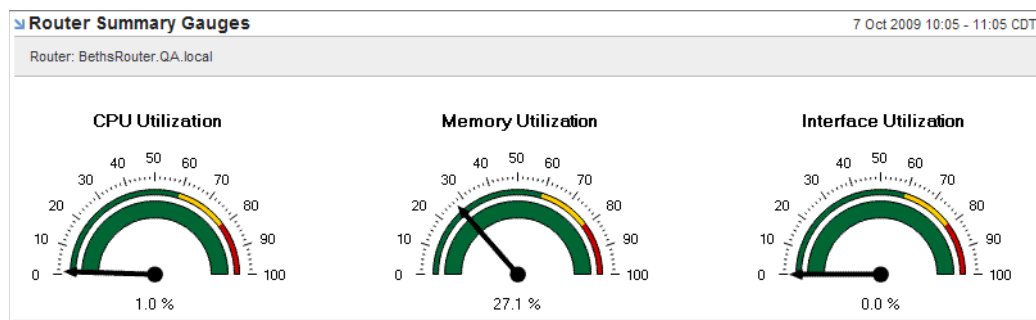 Router Summary Gauges 7 Oct 2009 10:05 - 11:05 CDT
Router: BethsRouter.QA.local
CPU Utilization
0 10 20 30 40 50 60 70 80 90 100
1.0 %
Memory Utilization
0 10 20 30 40 50 60 70 80 90 100
27.1 %
Interface Utilization
0 10 20 30 40 50 60 70 80 90 100
0.0 %